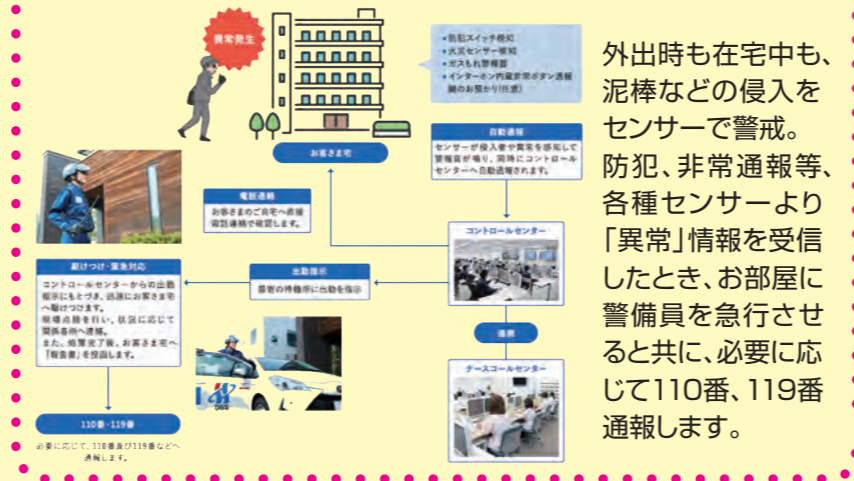 異常発生
・防犯スイッチ検知
・火災センサー検知
・ガスもれ警報器
・インターホン内蔵非常ボタン通報
鍵のお預かり(任意)
お客さま宅
自動通報
センサーが侵入者や異常を感知して
警報音が鳴り、同時にコントロール
センターへ自動通報されます。
電話連絡
お客さまのご自宅へ直接
電話連絡で確認します。
コントロールセンター
駆けつけ・緊急対応
コントロールセンターからの出動
指示にもとづき、迅速にお客さま宅
へ駆けつけます。
現場点検を行い、状況に応じて
関係各所へ連絡。
また、処置完了後、お客さま宅へ
「報告書」を投函します。
出動指示
最寄の待機所に出動を指示
連携
ナースコールセンター
110番・119番
必要に応じて、110番及び119番などへ
通報します。
外出時も在宅中も、
泥棒などの侵入を
センサーで警戒。
防犯、非常通報等、
各種センサーより
「異常」情報を受信
したとき、お部屋に
警備員を急行させ
ると共に、必要に応
じて110番、119番
通報します。